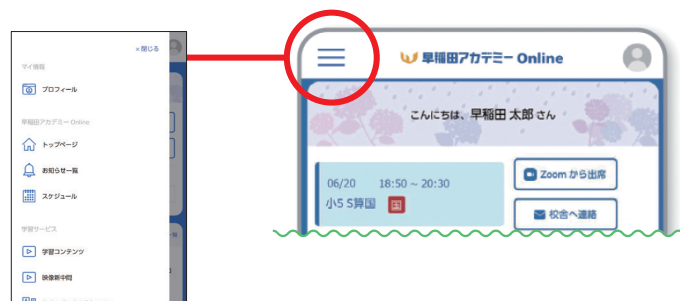 ×閉じる
マイ情報
プロフィール
早稲田アカデミー Online
トップページ
お知らせ一覧
スケジュール
学習サービス
学習コンテンツ
映像新中問
早稲田アカデミー Online
こんにちは、早稲田 太郎 さん
06/20 18:50 ~ 20:30
小5 S算国 国
Zoom から出席
校舎へ連絡